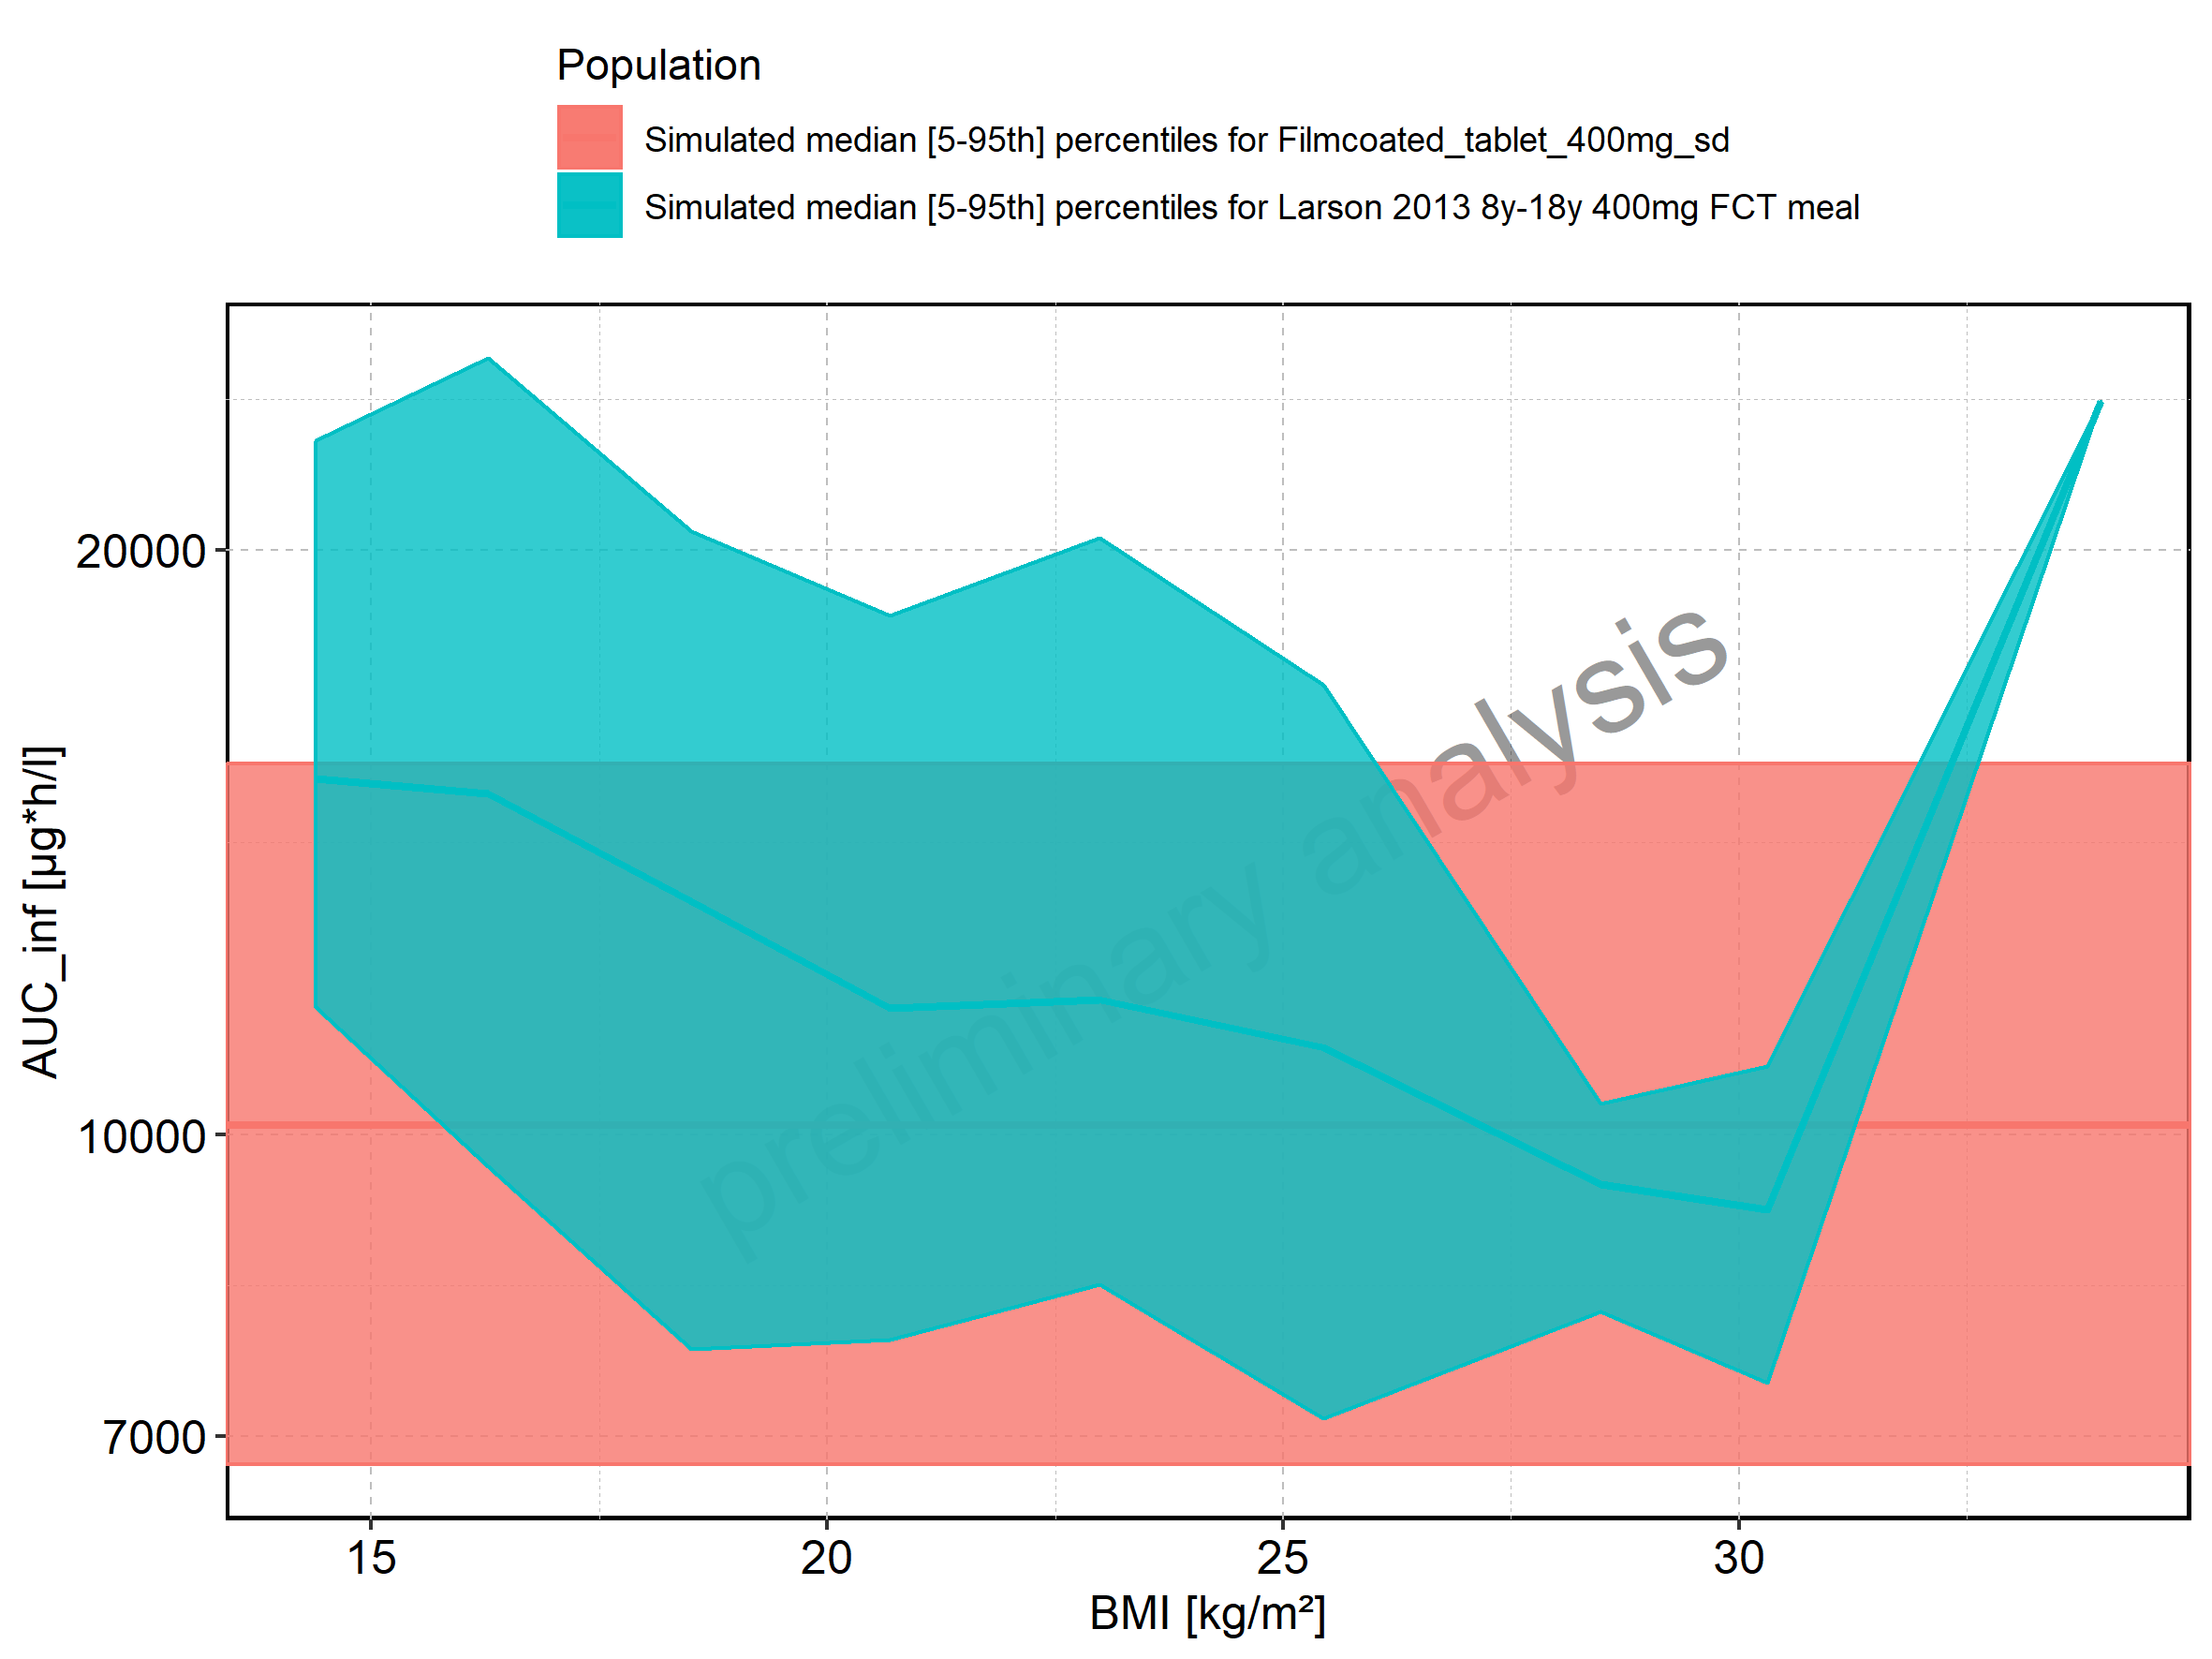 Population
Simulated median [5-95th] percentiles for Filmcoated_tablet_400mg_sd
Simulated median [5-95th] percentiles for Larson 2013 8y-18y 400mg FCT meal
AUC_inf [µg*h/l]
20000
10000
7000
preliminary analysis
15
20
25
30
BMI [kg/m²]